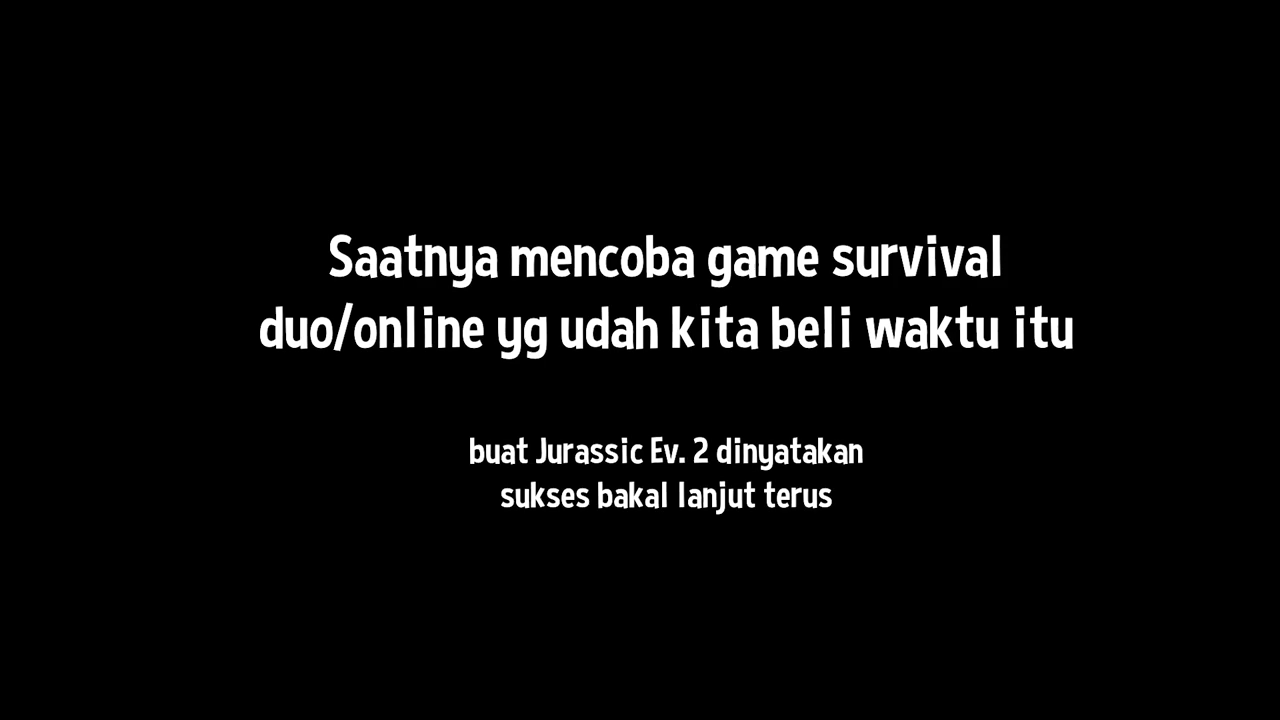 Saatnya mencoba game survival
duo/online yg udah kita beli waktu itu
buat Jurassic Ev. 2 dinyatakan
sukses bakal lanjut terus